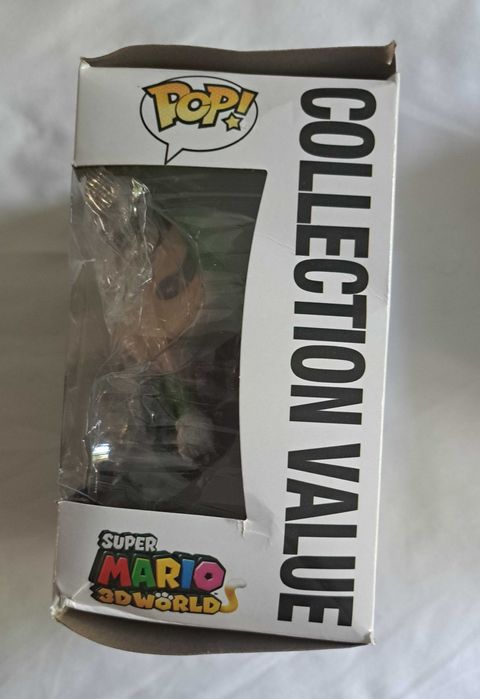 POP!
COLLECTION VALUE
SUPER
MARIO
3D WORLD